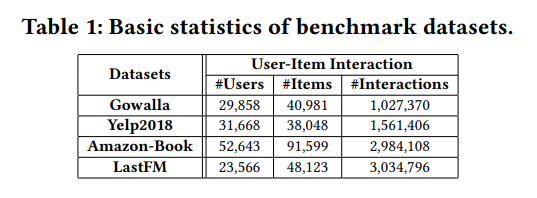 Table 1: Basic statistics of benchmark datasets.
Datasets User-Item Interaction
#Users #Items #Interactions
Gowalla 29,858 40,981 1,027,370
Yelp2018 31,668 38,048 1,561,406
Amazon-Book 52,643 91,599 2,984,108
LastFM 23,566 48,123 3,034,796